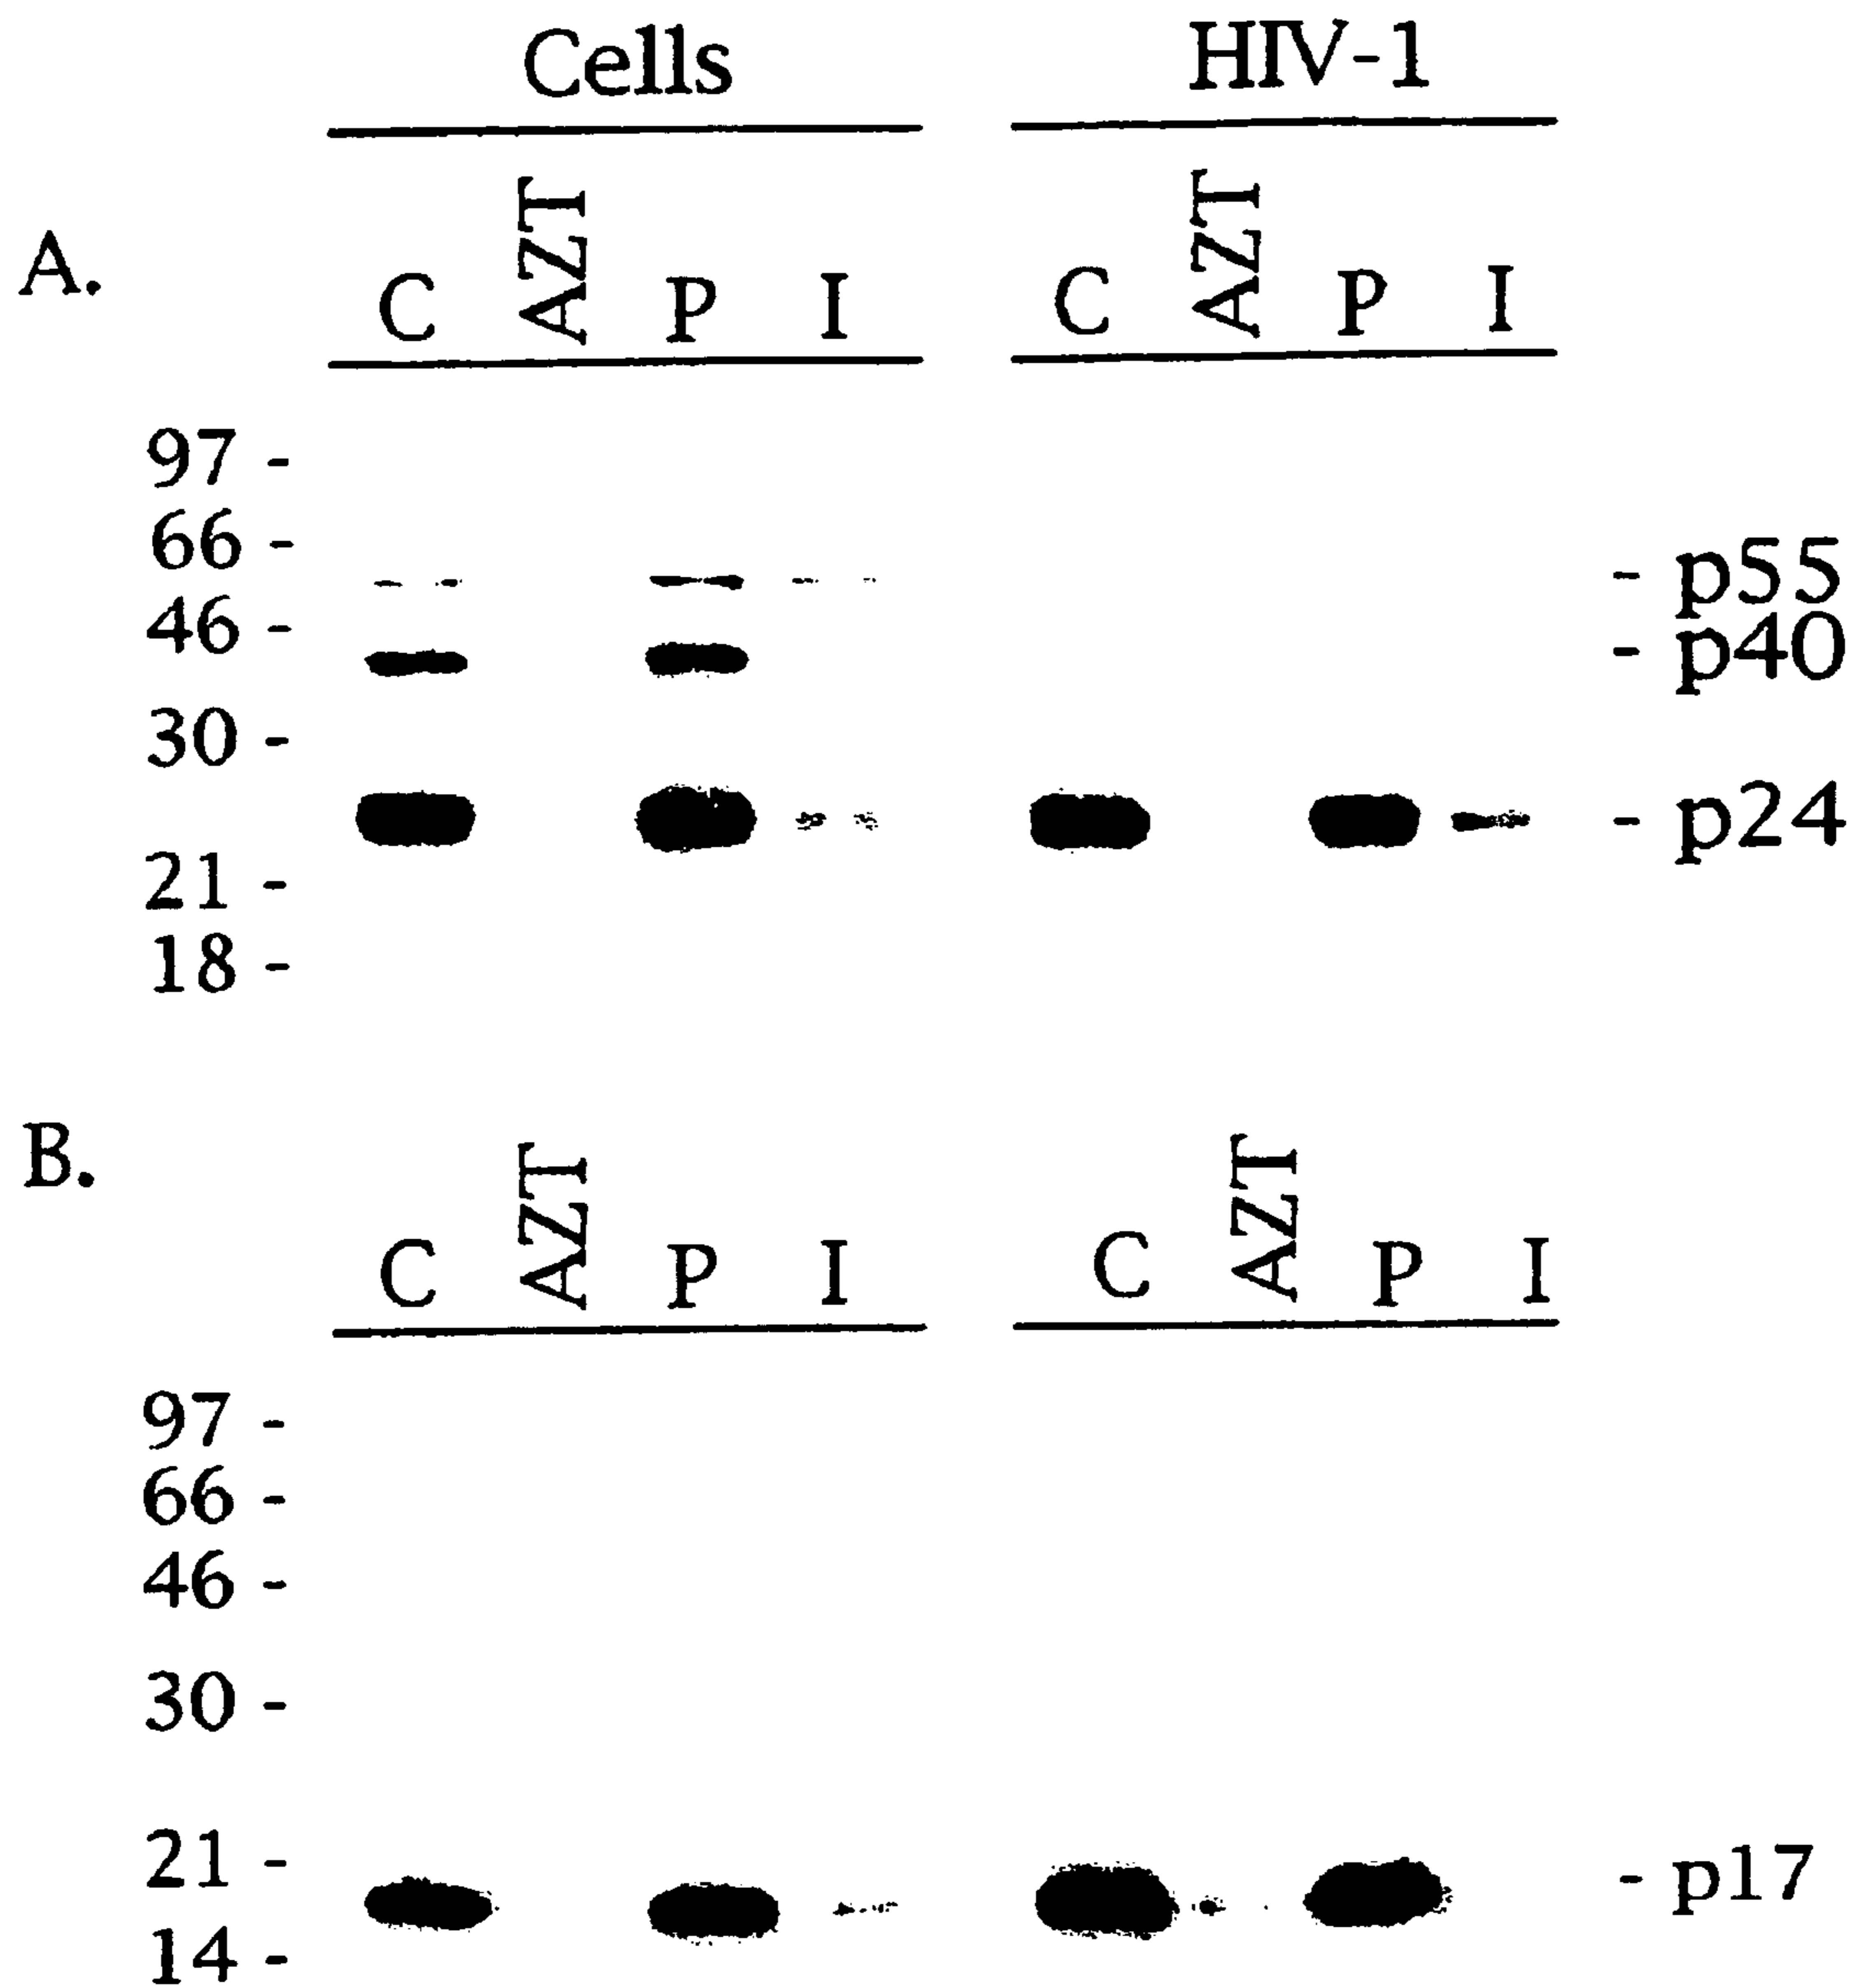 Cells HIV-1
A.
C AZT P I C AZT P I
97 -
66 -
- p55
46 -
- p40
30 -
- p24
21 -
18 -
B.
C AZT P I C AZT P I
97 -
66 -
46 -
30 -
21 -
- p17
14 -